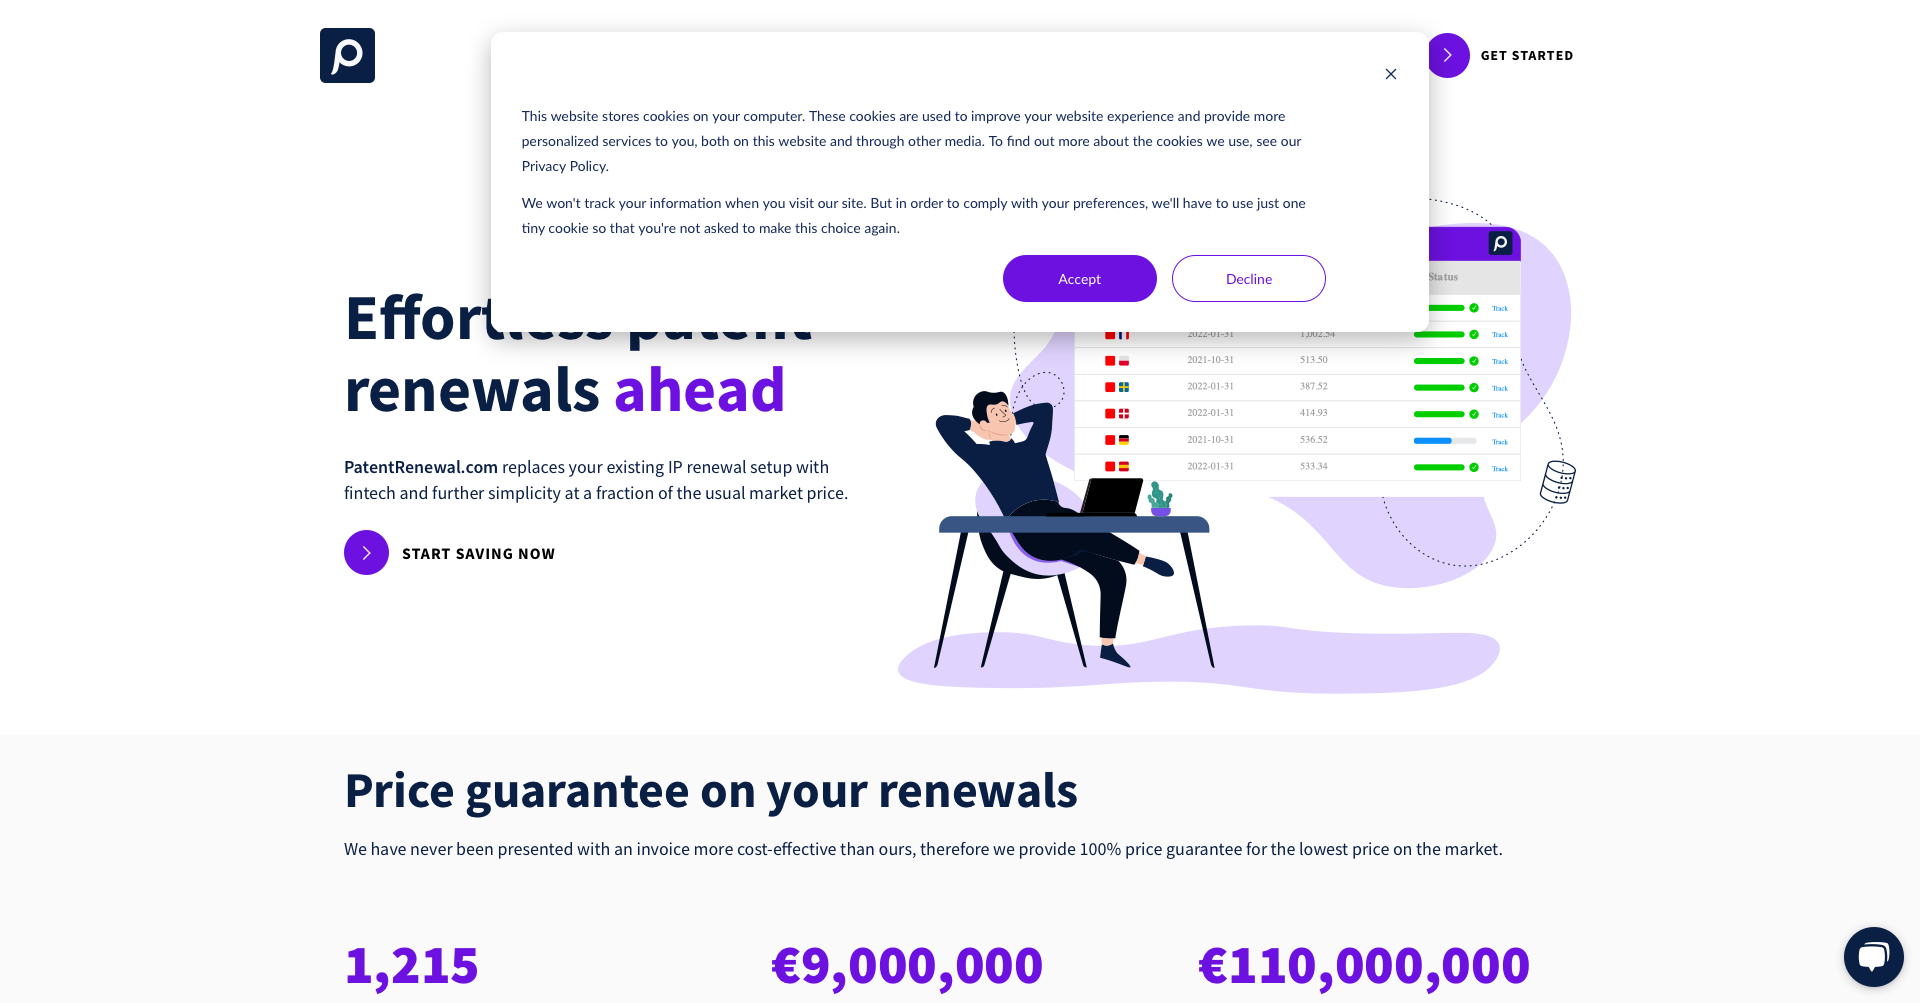 GET STARTED
This website stores cookies on your computer. These cookies are used to improve your website experience and provide more
personalized services to you, both on this website and through other media. To find out more about the cookies we use, see our
Privacy Policy.
We won't track your information when you visit our site. But in order to comply with your preferences, we'll have to use just one
tiny cookie so that you're not asked to make this choice again.
Accept
Decline
Status
Track
2022-01-31 1,002.54 Track
2021-10-31 513.50 Track
2022-01-31 387.52 Track
2022-01-31 414.93 Track
2021-10-31 536.52 Track
2022-01-31 533.34 Track
Effortless patent
renewals ahead
PatentRenewal.com replaces your existing IP renewal setup with
fintech and further simplicity at a fraction of the usual market price.
START SAVING NOW
Price guarantee on your renewals
We have never been presented with an invoice more cost-effective than ours, therefore we provide 100% price guarantee for the lowest price on the market.
1,215
€9,000,000
€110,000,000